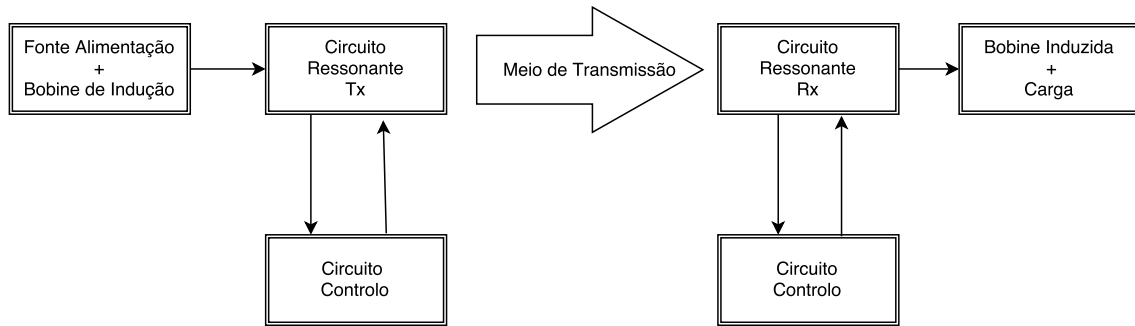 Fonte Alimentação
+
Bobine de Indução
Circuito
Ressonante
Tx
Meio de Transmissão
Circuito
Ressonante
Rx
Bobine Induzida
+
Carga
Circuito
Controlo
Circuito
Controlo